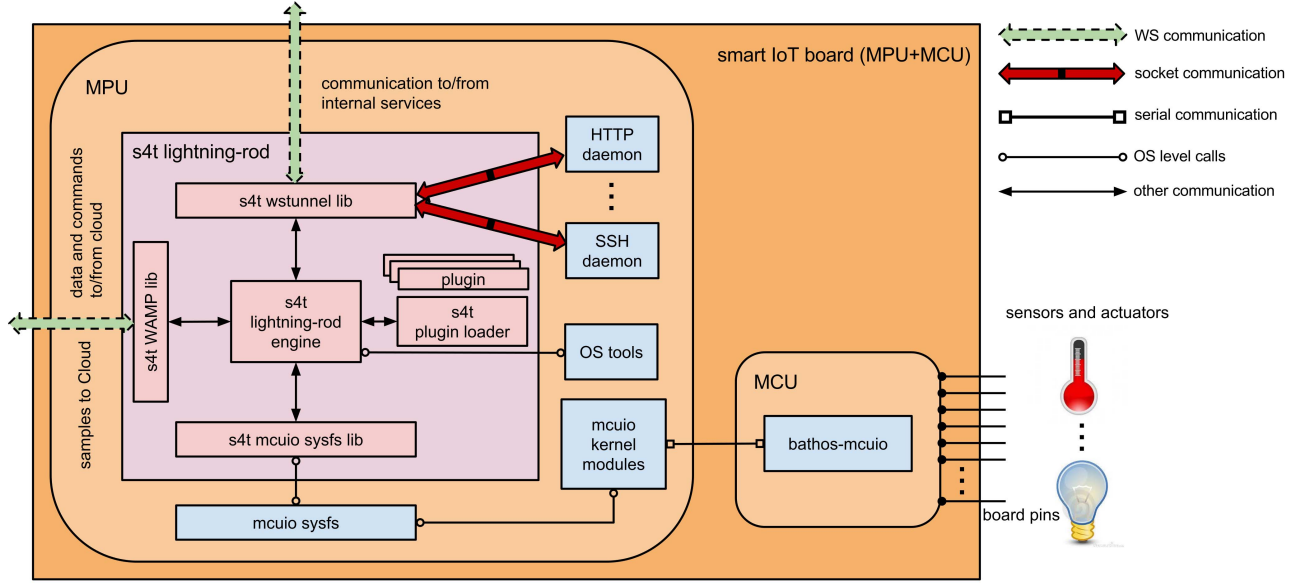 smart IoT board (MPU+MCU)
WS communication
socket communication
serial communication
OS level calls
other communication
MPU
communication to/from
internal services
s4t lightning-rod
HTTP
daemon
s4t wstunnel lib
SSH
daemon
data and commands
to/from cloud
s4t WAMP lib
plugin
s4t
lightning-rod
engine
s4t
plugin loader
OS tools
samples to Cloud
s4t mcuio sysfs lib
mcuio
kernel
modules
mcuio sysfs
MCU
bathos-mcuio
sensors and actuators
board pins